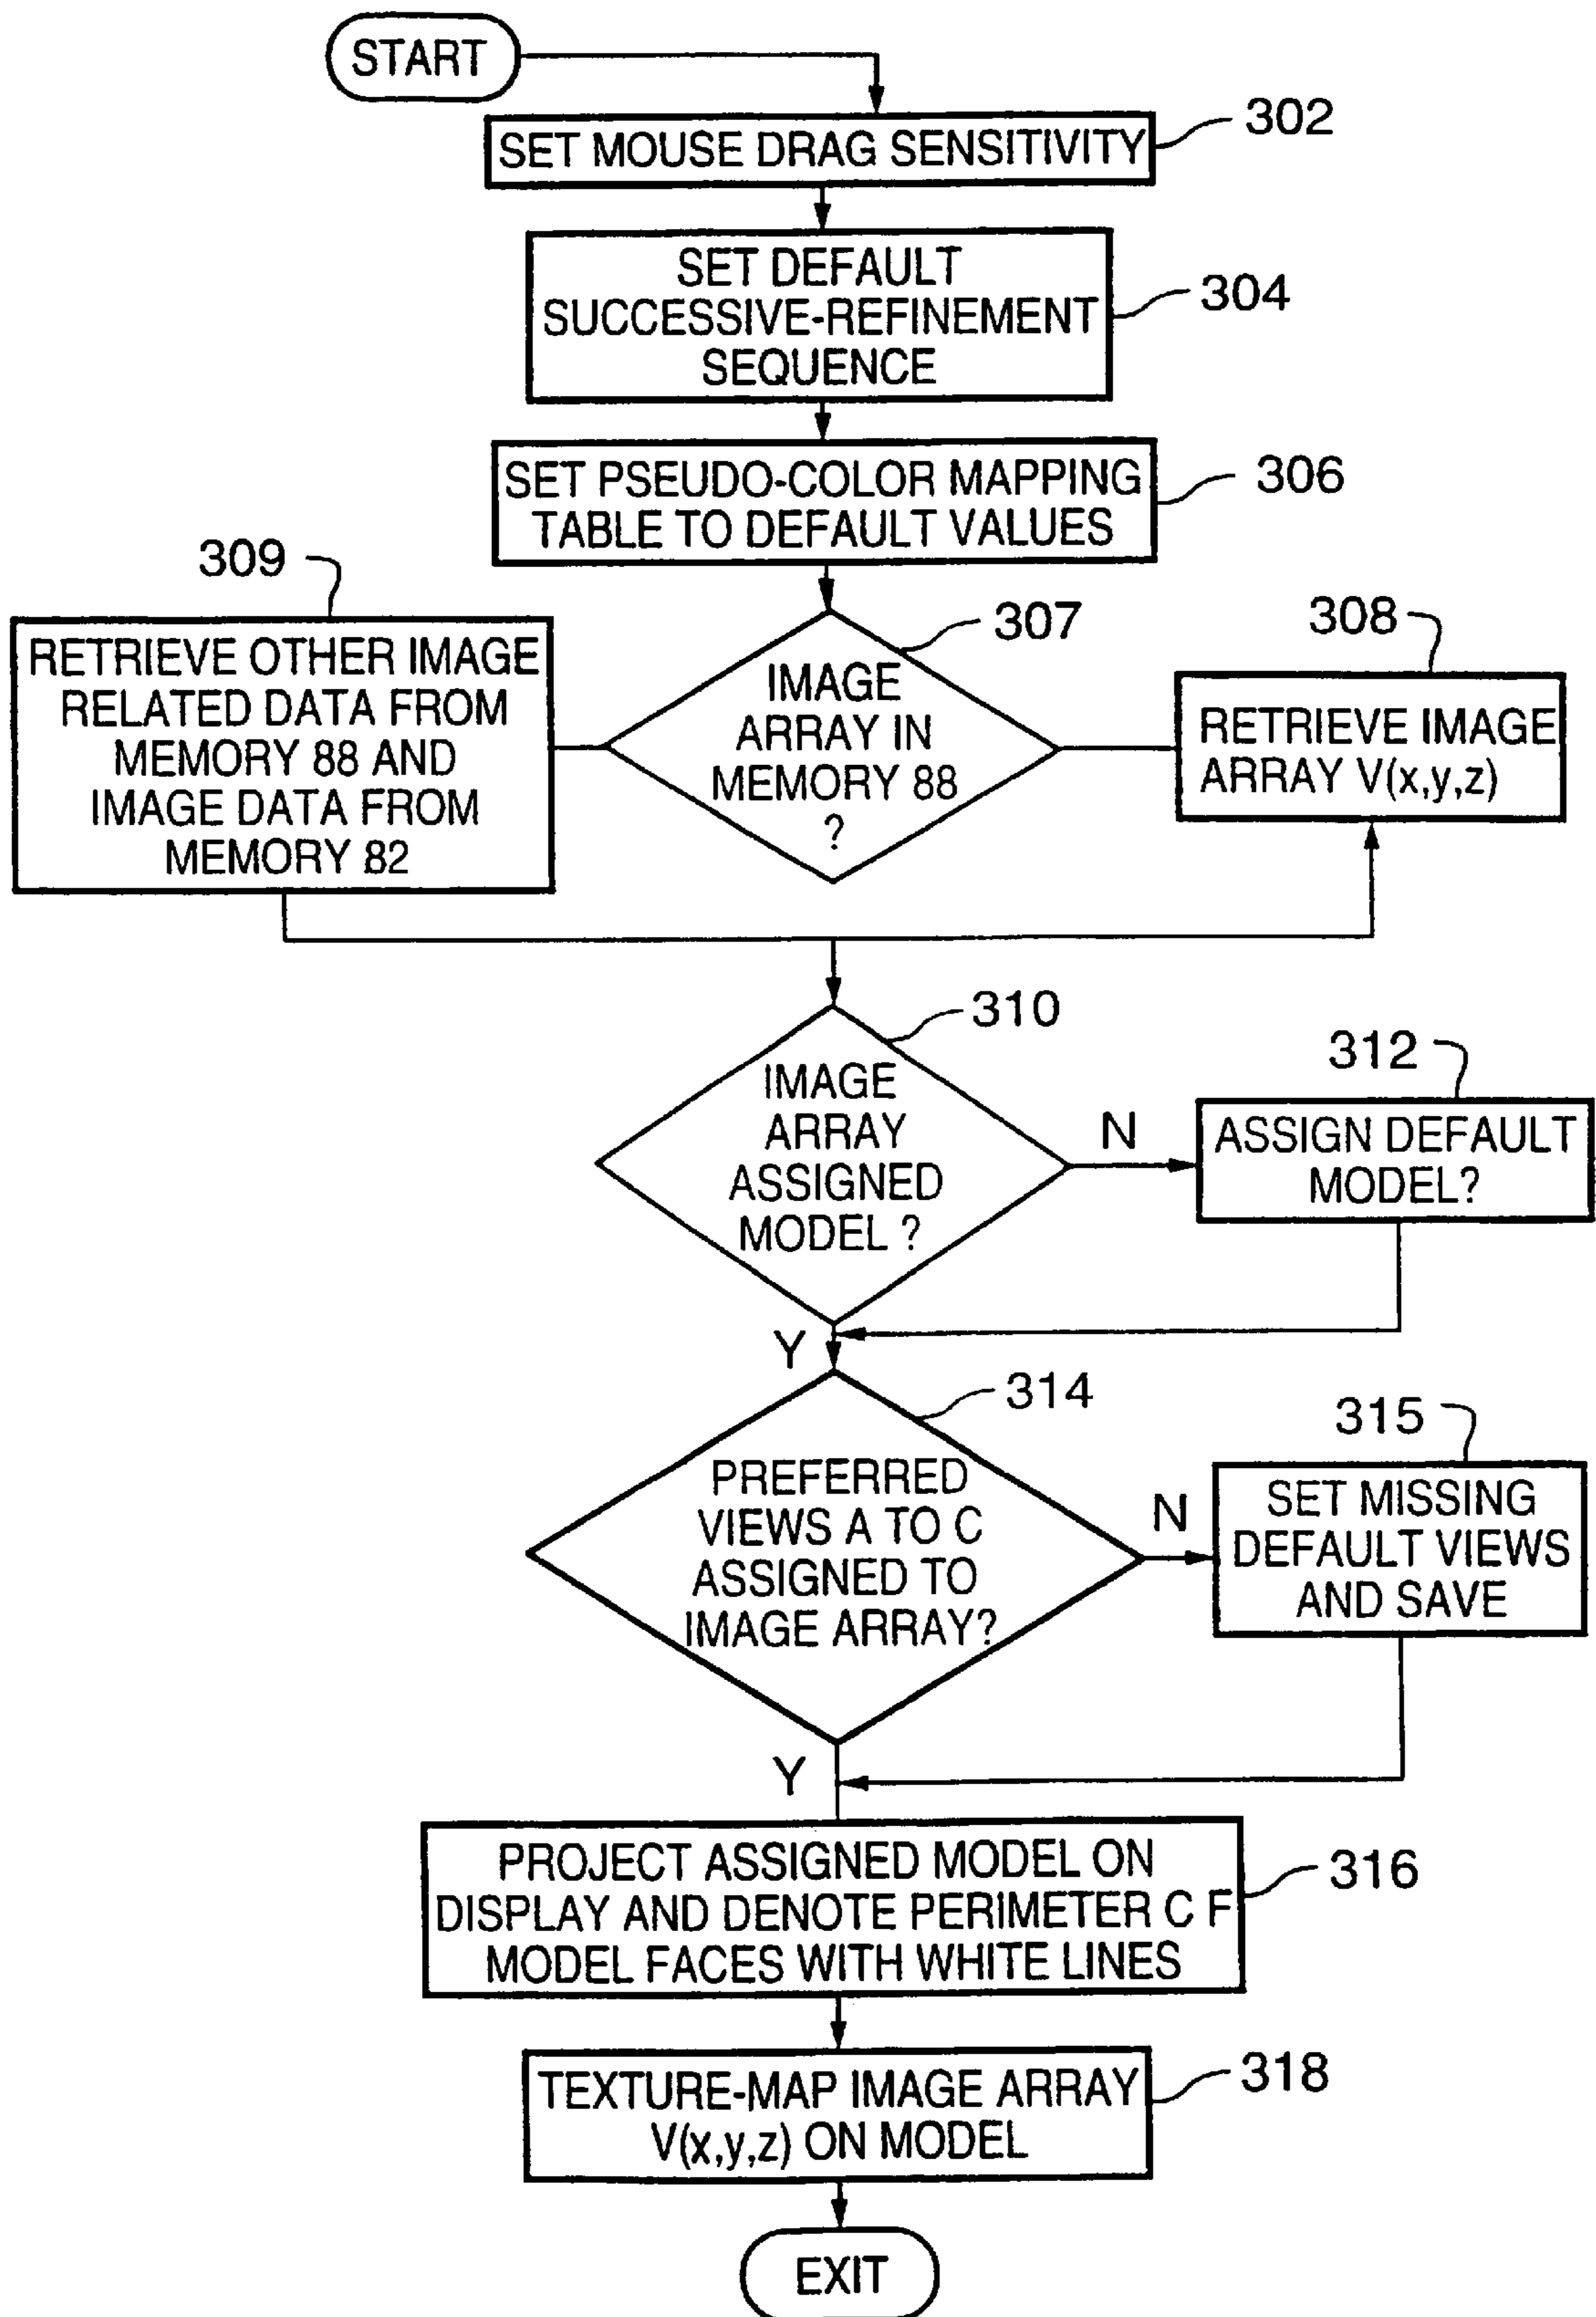 START
302
SET MOUSE DRAG SENSITIVITY
SET DEFAULT
SUCCESSIVE-REFINEMENT
SEQUENCE
304
SET PSEUDO-COLOR MAPPING
TABLE TO DEFAULT VALUES
306
309
RETRIEVE OTHER IMAGE
RELATED DATA FROM
MEMORY 88 AND
IMAGE DATA FROM
MEMORY 82
307
IMAGE
ARRAY IN
MEMORY 88
?
308
RETRIEVE IMAGE
ARRAY V(x,y,z)
310
IMAGE
ARRAY
ASSIGNED
MODEL ?
N
312
ASSIGN DEFAULT
MODEL?
Y
314
PREFERRED
VIEWS A TO C
ASSIGNED TO
IMAGE ARRAY?
N
315
SET MISSING
DEFAULT VIEWS
AND SAVE
Y
PROJECT ASSIGNED MODEL ON
DISPLAY AND DENOTE PERIMETER C F
MODEL FACES WITH WHITE LINES
316
TEXTURE-MAP IMAGE ARRAY
V(x,y,z) ON MODEL
318
EXIT